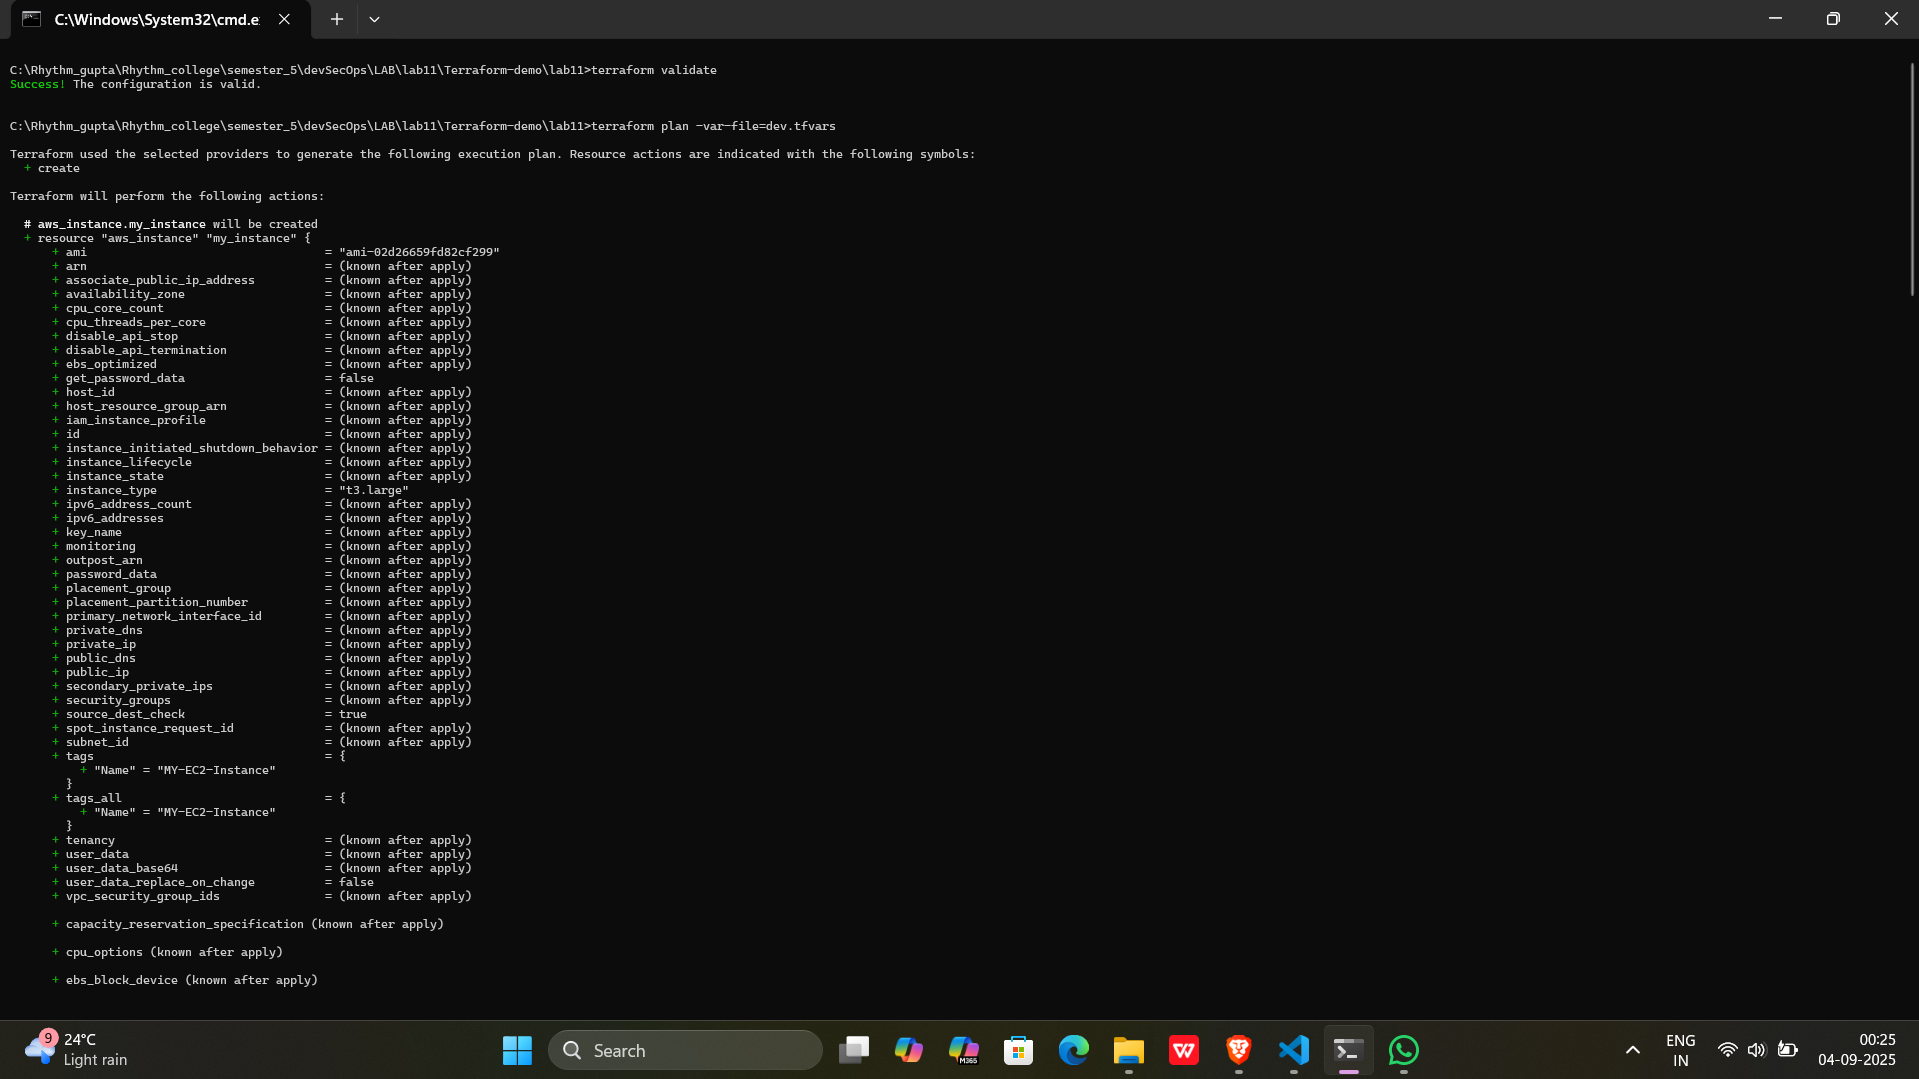 C:\Windows\System32\cmd.e
C:\Rhythm_gupta\Rhythm_college\semester_5\devSecOps\LAB\lab11\Terraform-demo\lab11>terraform validate
Success! The configuration is valid.
C:\Rhythm_gupta\Rhythm_college\semester_5\devSecOps\LAB\lab11\Terraform-demo\lab11>terraform plan -var-file=dev.tfvars
Terraform used the selected providers to generate the following execution plan. Resource actions are indicated with the following symbols:
  + create
Terraform will perform the following actions:
  # aws_instance.my_instance will be created
  + resource "aws_instance" "my_instance" {
      + ami                                  = "ami-02d26659fd82cf299"
      + arn                                  = (known after apply)
      + associate_public_ip_address          = (known after apply)
      + availability_zone                    = (known after apply)
      + cpu_core_count                       = (known after apply)
      + cpu_threads_per_core                 = (known after apply)
      + disable_api_stop                     = (known after apply)
      + disable_api_termination              = (known after apply)
      + ebs_optimized                        = (known after apply)
      + get_password_data                    = false
      + host_id                              = (known after apply)
      + host_resource_group_arn              = (known after apply)
      + iam_instance_profile                 = (known after apply)
      + id                                   = (known after apply)
      + instance_initiated_shutdown_behavior = (known after apply)
      + instance_lifecycle                   = (known after apply)
      + instance_state                       = (known after apply)
      + instance_type                        = "t3.large"
      + ipv6_address_count                   = (known after apply)
      + ipv6_addresses                       = (known after apply)
      + key_name                             = (known after apply)
      + monitoring                           = (known after apply)
      + outpost_arn                          = (known after apply)
      + password_data                        = (known after apply)
      + placement_group                      = (known after apply)
      + placement_partition_number           = (known after apply)
      + primary_network_interface_id         = (known after apply)
      + private_dns                          = (known after apply)
      + private_ip                           = (known after apply)
      + public_dns                           = (known after apply)
      + public_ip                            = (known after apply)
      + secondary_private_ips                = (known after apply)
      + security_groups                      = (known after apply)
      + source_dest_check                    = true
      + spot_instance_request_id             = (known after apply)
      + subnet_id                            = (known after apply)
      + tags                                 = {
          + "Name" = "MY-EC2-Instance"
        }
      + tags_all                             = {
          + "Name" = "MY-EC2-Instance"
        }
      + tenancy                              = (known after apply)
      + user_data                            = (known after apply)
      + user_data_base64                     = (known after apply)
      + user_data_replace_on_change          = false
      + vpc_security_group_ids               = (known after apply)
      + capacity_reservation_specification (known after apply)
      + cpu_options (known after apply)
      + ebs_block_device (known after apply)
9
24°C
Light rain
Search
M365
W
ENG
IN
00:25
04-09-2025